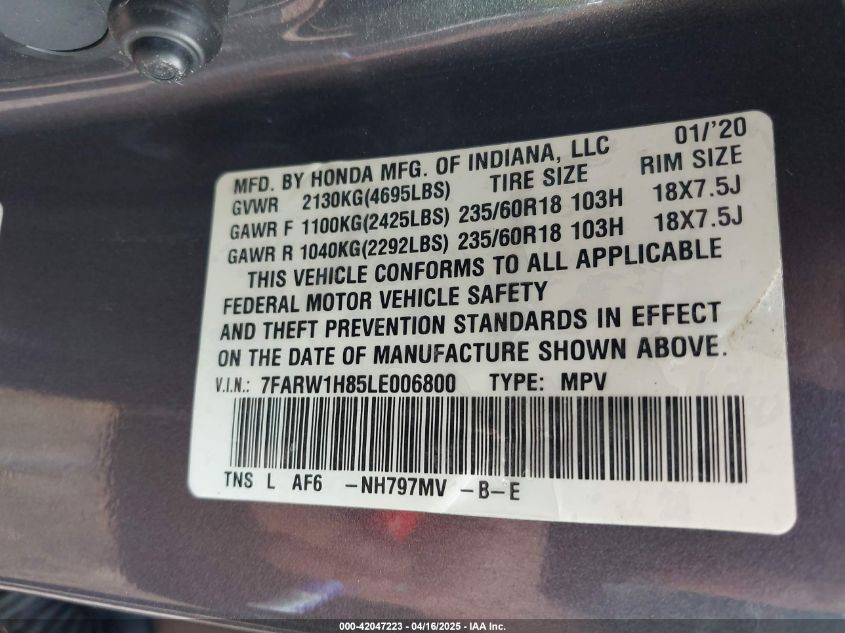 01/'20
MFD. BY HONDA MFG. OF INDIANA, LLC
GVWR 2130KG(4695LBS) TIRE SIZE RIM SIZE
GAWR F 1100KG(2425LBS) 235/60R18 103H 18X7.5J
GAWR R 1040KG(2292LBS) 235/60R18 103H 18X7.5J
THIS VEHICLE CONFORMS TO ALL APPLICABLE
FEDERAL MOTOR VEHICLE SAFETY
AND THEFT PREVENTION STANDARDS IN EFFECT
ON THE DATE OF MANUFACTURE SHOWN ABOVE.
V.I.N.: 7FARW1H85LE006800 TYPE: MPV
TNS L AF6 -NH797MV -B-E
000-42047223 - 04/16/2025 - IAA Inc.